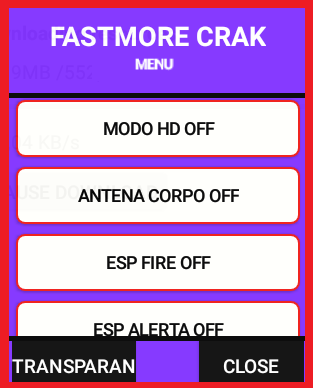 FASTMORE CRAK
MENU
MODO HD OFF
ANTENA CORPO OFF
ESP FIRE OFF
ESP ALERTA OFF
TRANSPARAN
CLOSE